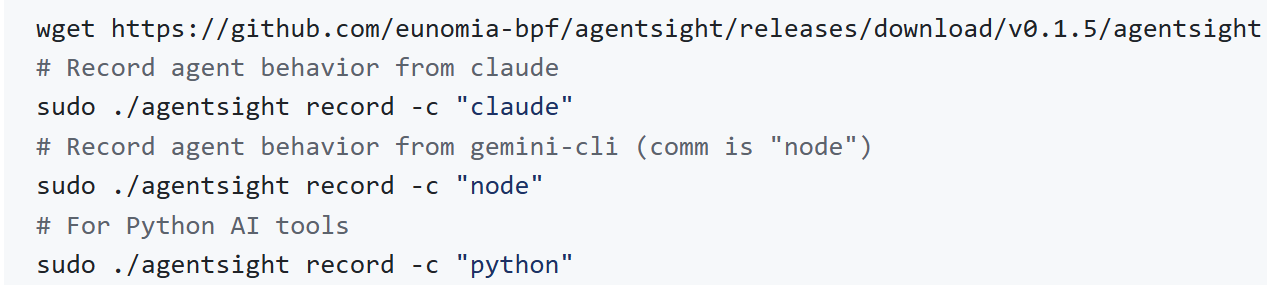 wget https://github.com/eunomia-bpf/agentsight/releases/download/v0.1.5/agentsight
# Record agent behavior from claude
sudo ./agentsight record -c "claude"
# Record agent behavior from gemini-cli (comm is "node")
sudo ./agentsight record -c "node"
# For Python AI tools
sudo ./agentsight record -c "python"